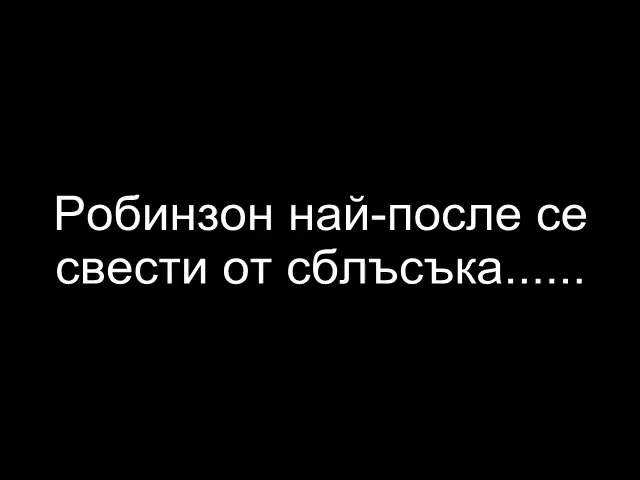 Робинзон най-после се
свести от сблъсъка......